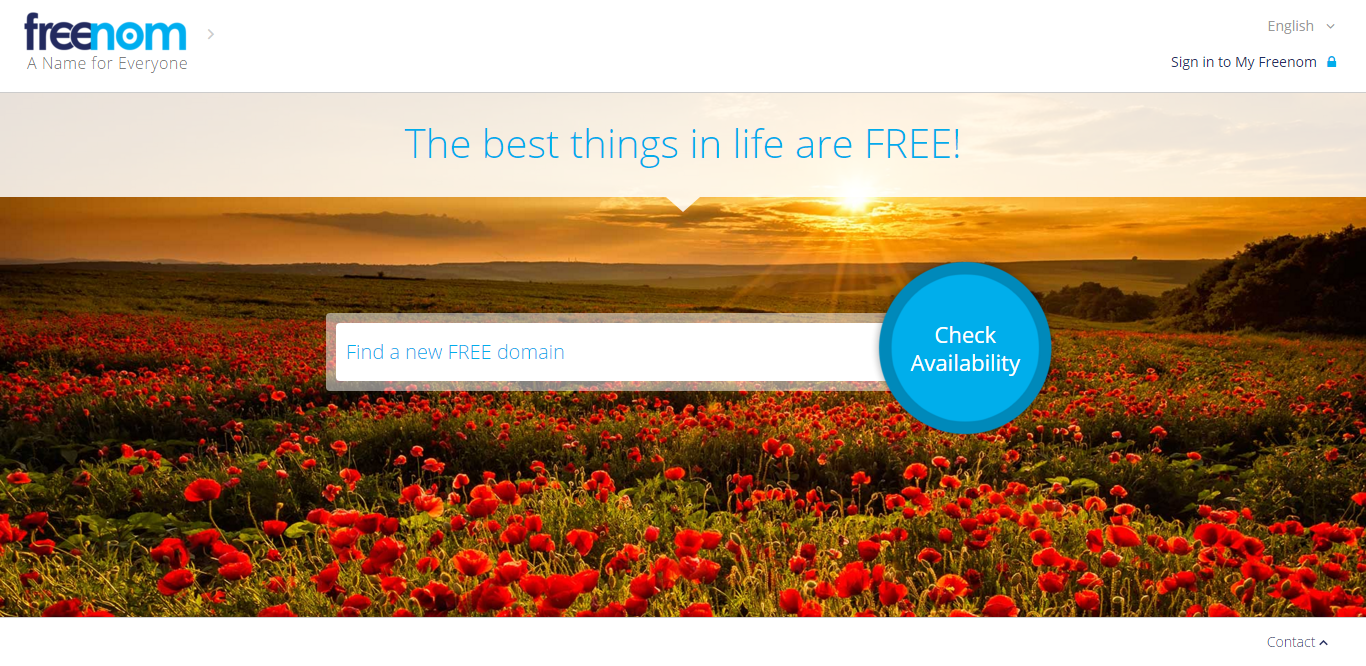 freenom
A Name for Everyone
English
Sign in to My Freenom
The best things in life are FREE!
Find a new FREE domain
Check
Availability
Contact